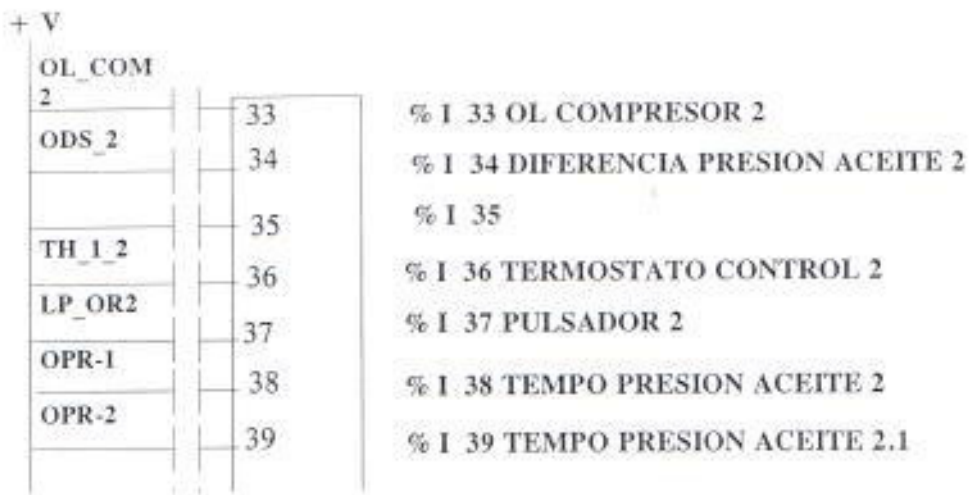 + V
OL_COM
2
33 % I 33 OL COMPRESOR 2
ODS_2
34 % I 34 DIFERENCIA PRESION ACEITE 2
35 % I 35
TH_1_2
36 % I 36 TERMOSTATO CONTROL 2
LP_OR2
37 % I 37 PULSADOR 2
OPR-1
38 % I 38 TEMPO PRESION ACEITE 2
OPR-2
39 % I 39 TEMPO PRESION ACEITE 2.1